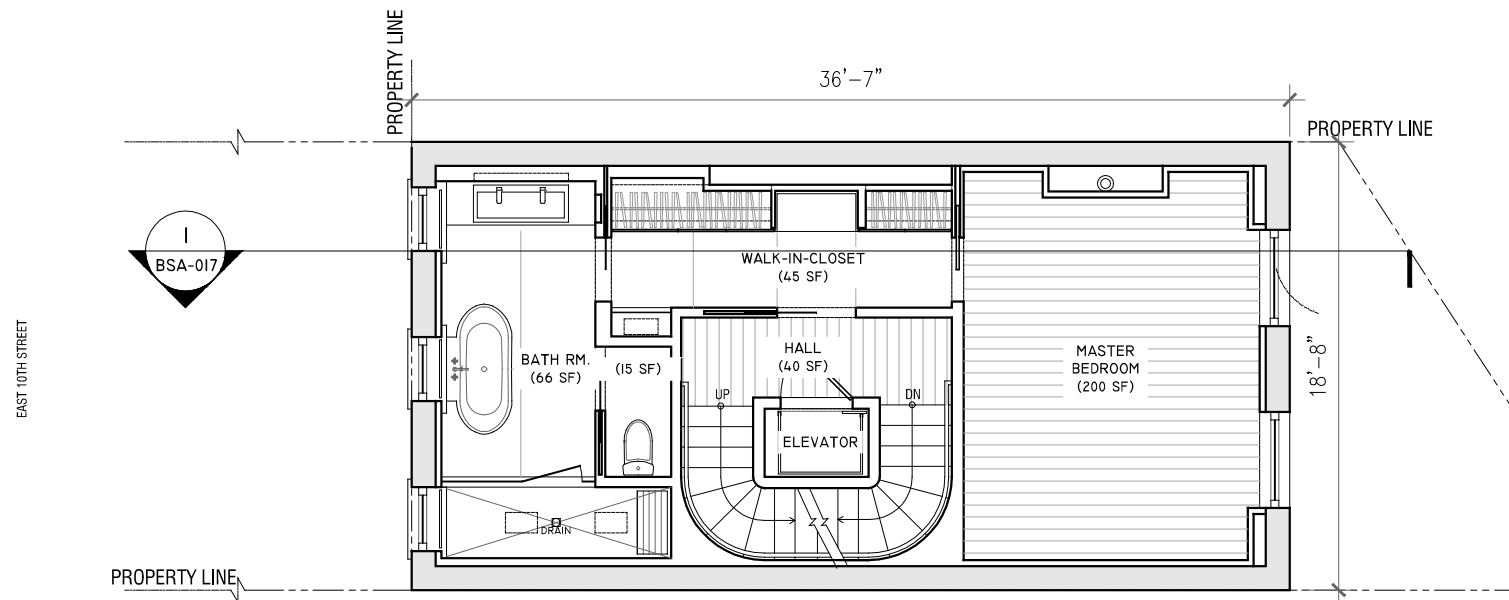 PROPERTY LINE
36'-7"
PROPERTY LINE
I
BSA-017
WALK-IN-CLOSET
(45 SF)
EAST 10TH STREET
BATH RM.
(66 SF)
(15 SF)
HALL
(40 SF)
MASTER
BEDROOM
(200 SF)
18'-8"
UP
DN
ELEVATOR
DRAIN
PROPERTY LINE